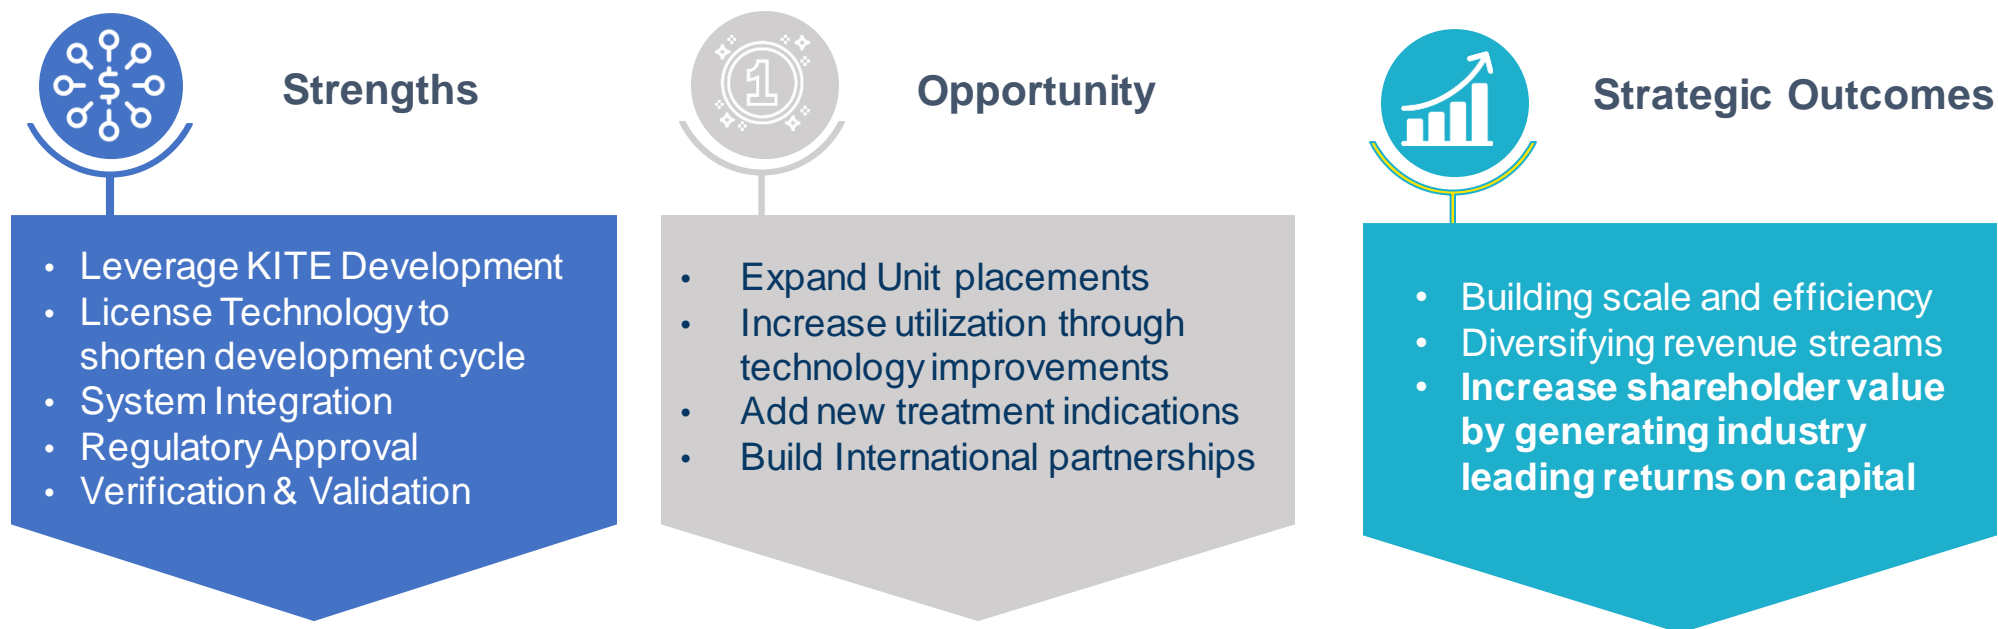 Strengths
• Leverage KITE Development
• License Technology to
shorten development cycle
• System Integration
• Regulatory Approval
• Verification & Validation
1
Opportunity
• Expand Unit placements
• Increase utilization through
technology improvements
• Add new treatment indications
• Build International partnerships
Strategic Outcomes
• Building scale and efficiency
• Diversifying revenue streams
• Increase shareholder value
by generating industry
leading returns on capital